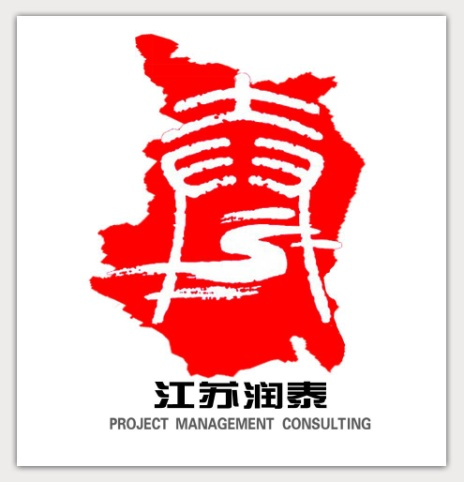 江苏润泰
PROJECT MANAGEMENT CONSULTING